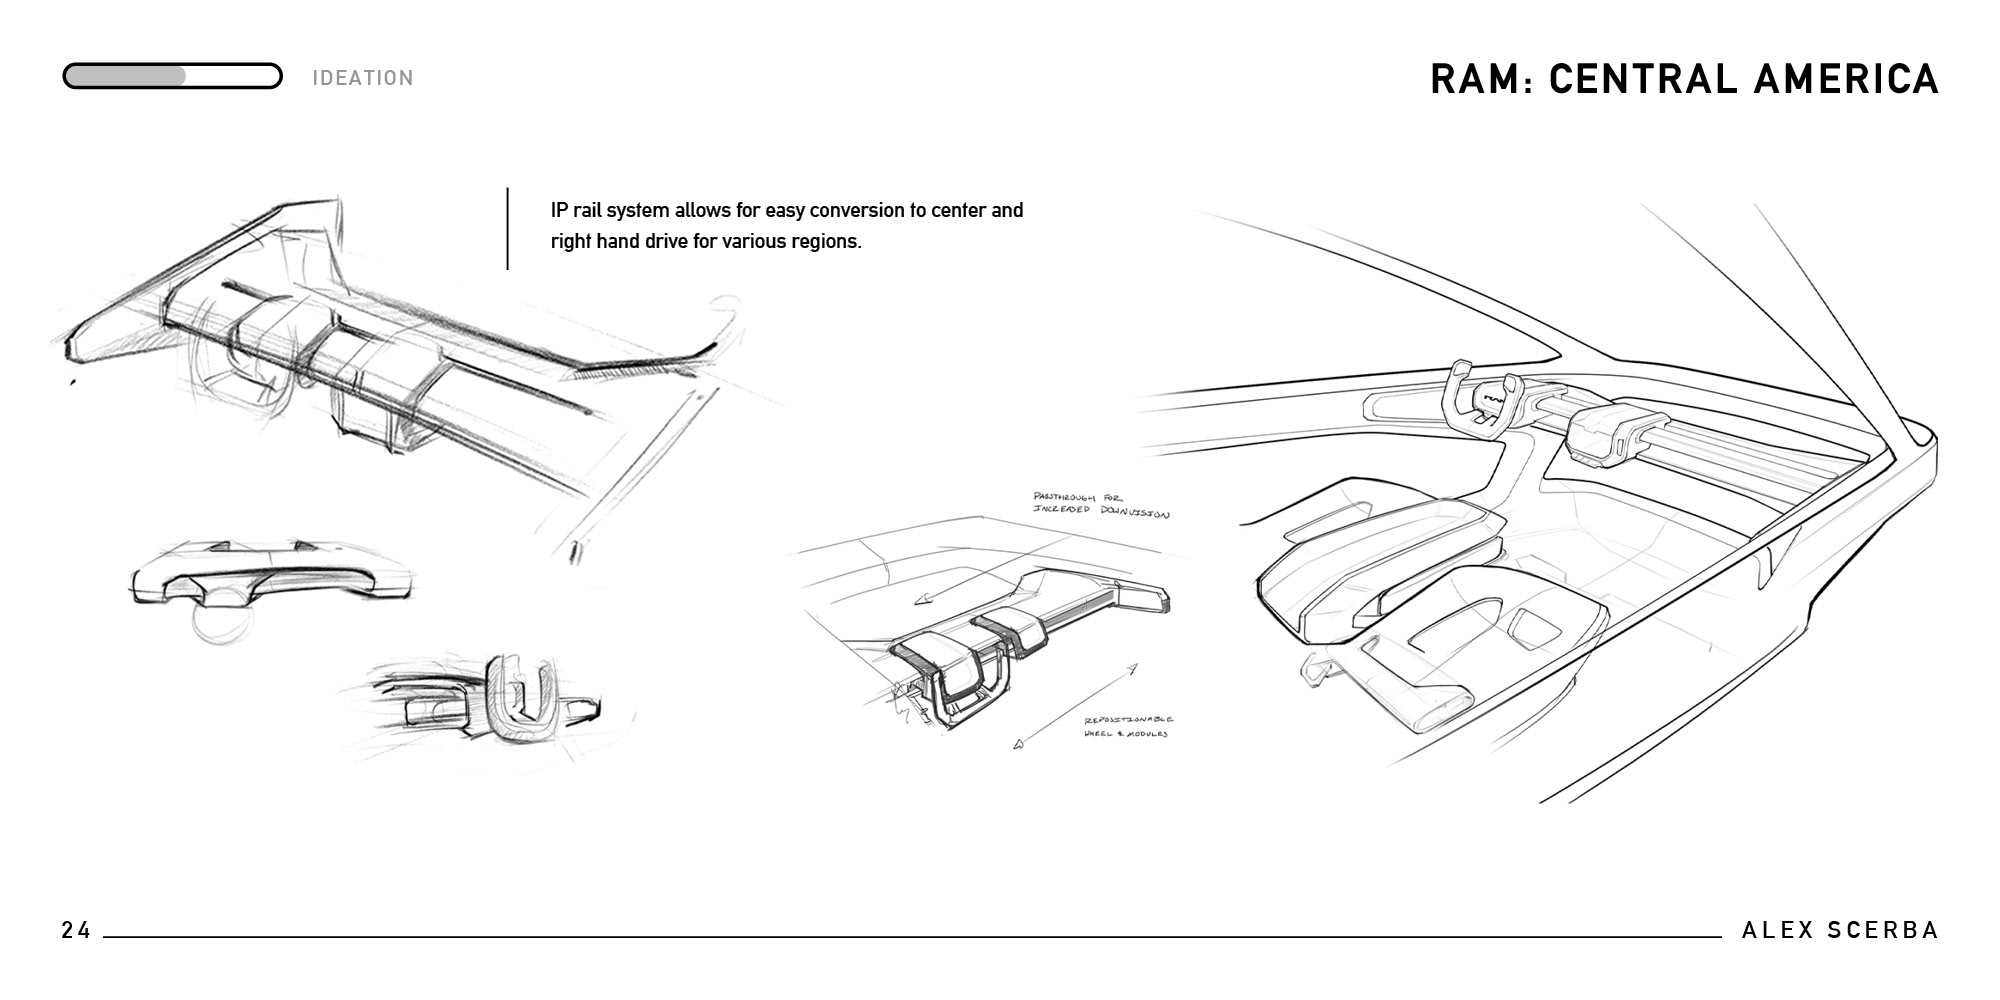 IDEATION
RAM: CENTRAL AMERICA
IP rail system allows for easy conversion to center and
right hand drive for various regions.
PASSTHROUGH FOR
INCREASED DOWNVISION
RAM
REPOSITIONABLE
WHEEL & MODULES
24
ALEX SCERBA